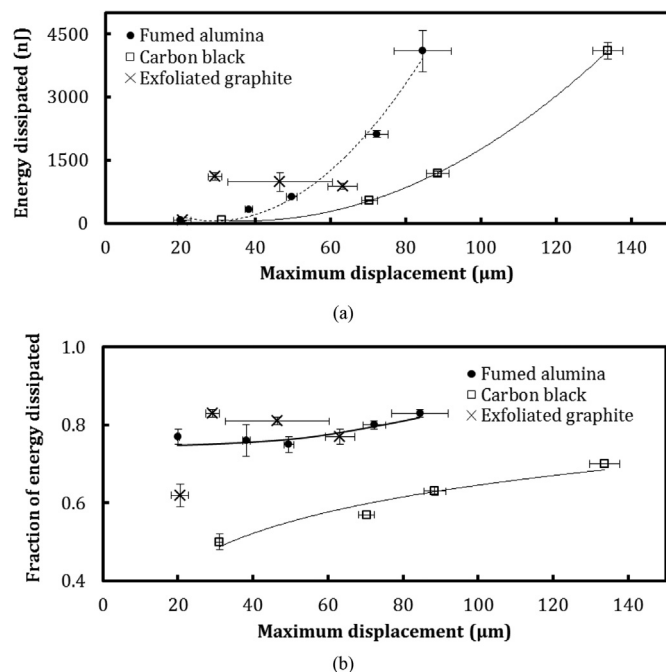 4500
3000
1500
0
Energy dissipated (nJ)
Fumed alumina
Carbon black
Exfoliated graphite
0 20 40 60 80 100 120 140
Maximum displacement (µm)
(a)
1.0
0.8
0.6
0.4
Fraction of energy dissipated
Fumed alumina
Carbon black
Exfoliated graphite
20 40 60 80 100 120 140
Maximum displacement (µm)
(b)